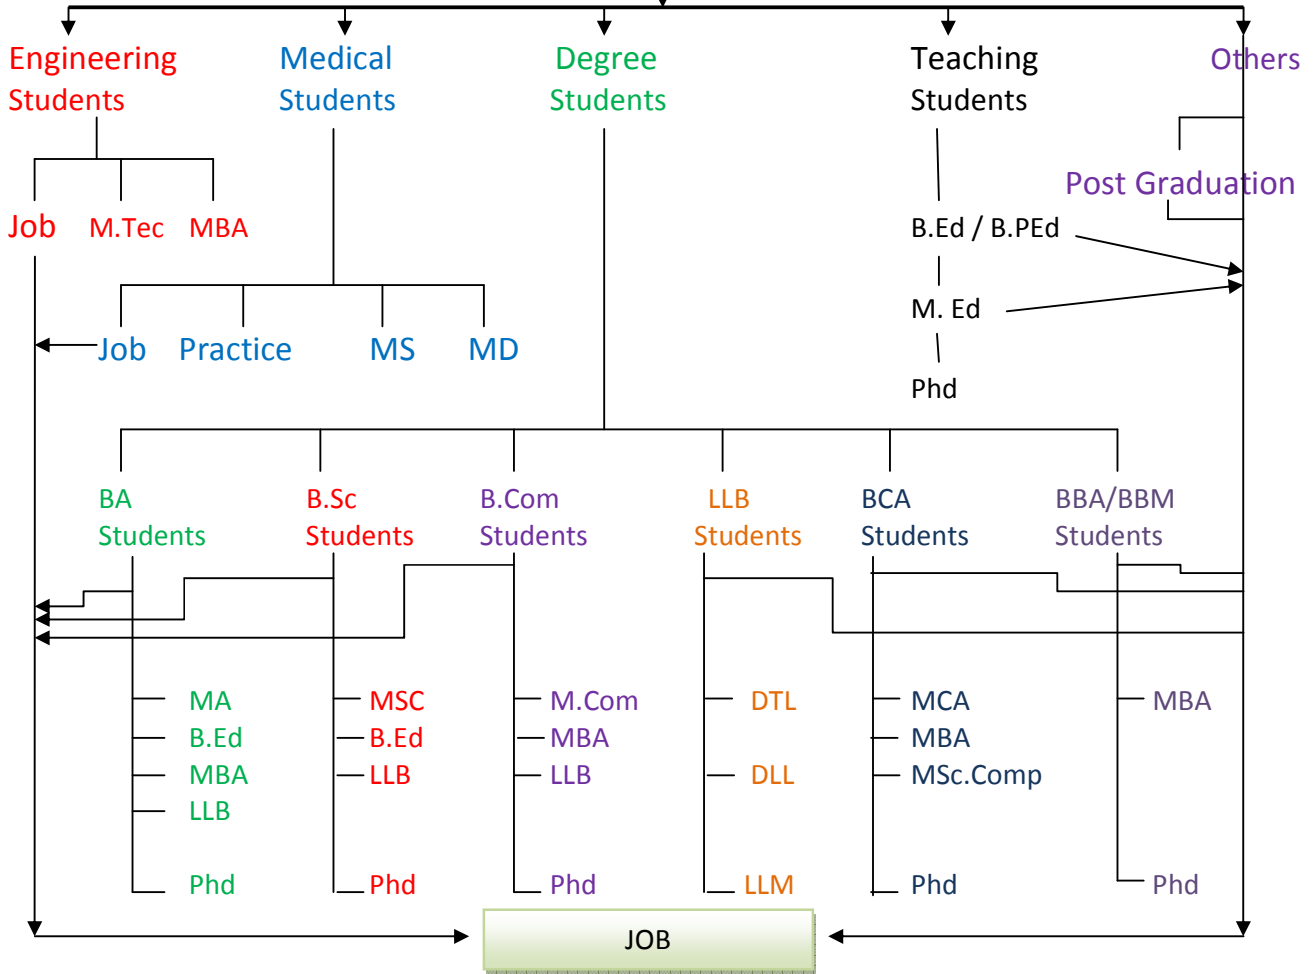 Engineering Students
Medical Students
Degree Students
Teaching Students
Others
Post Graduation
Job
M.Tec
MBA
B.Ed / B.PEd
M. Ed
Phd
Job
Practice
MS
MD
BA Students
B.Sc Students
B.Com Students
LLB Students
BCA Students
BBA/BBM Students
MA
B.Ed
MBA
LLB
Phd
MSC
B.Ed
LLB
Phd
M.Com
MBA
LLB
Phd
DTL
DLL
LLM
MCA
MBA
MSc.Comp
Phd
MBA
Phd
JOB